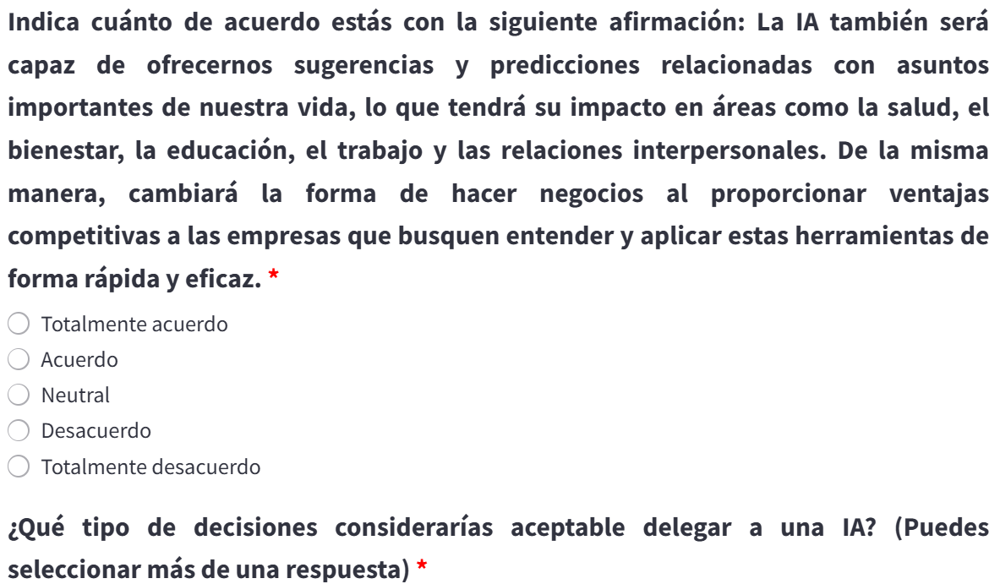 Indica cuánto de acuerdo estás con la siguiente afirmación: La IA también será
capaz de ofrecernos sugerencias y predicciones relacionadas con asuntos
importantes de nuestra vida, lo que tendrá su impacto en áreas como la salud, el
bienestar, la educación, el trabajo y las relaciones interpersonales. De la misma
manera, cambiará la forma de hacer negocios al proporcionar ventajas
competitivas a las empresas que busquen entender y aplicar estas herramientas de
forma rápida y eficaz. *
Totalmente acuerdo
Acuerdo
Neutral
Desacuerdo
Totalmente desacuerdo
¿Qué tipo de decisiones considerarías aceptable delegar a una IA? (Puedes
seleccionar más de una respuesta) *